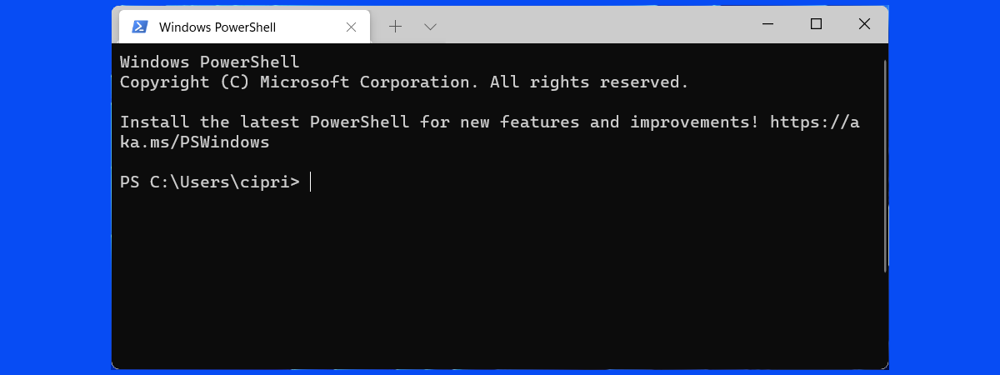 Windows PowerShell
Windows PowerShell
Copyright (C) Microsoft Corporation. All rights reserved.
Install the latest PowerShell for new features and improvements! https://a
ka.ms/PSWindows
PS C:\Users\cipri>